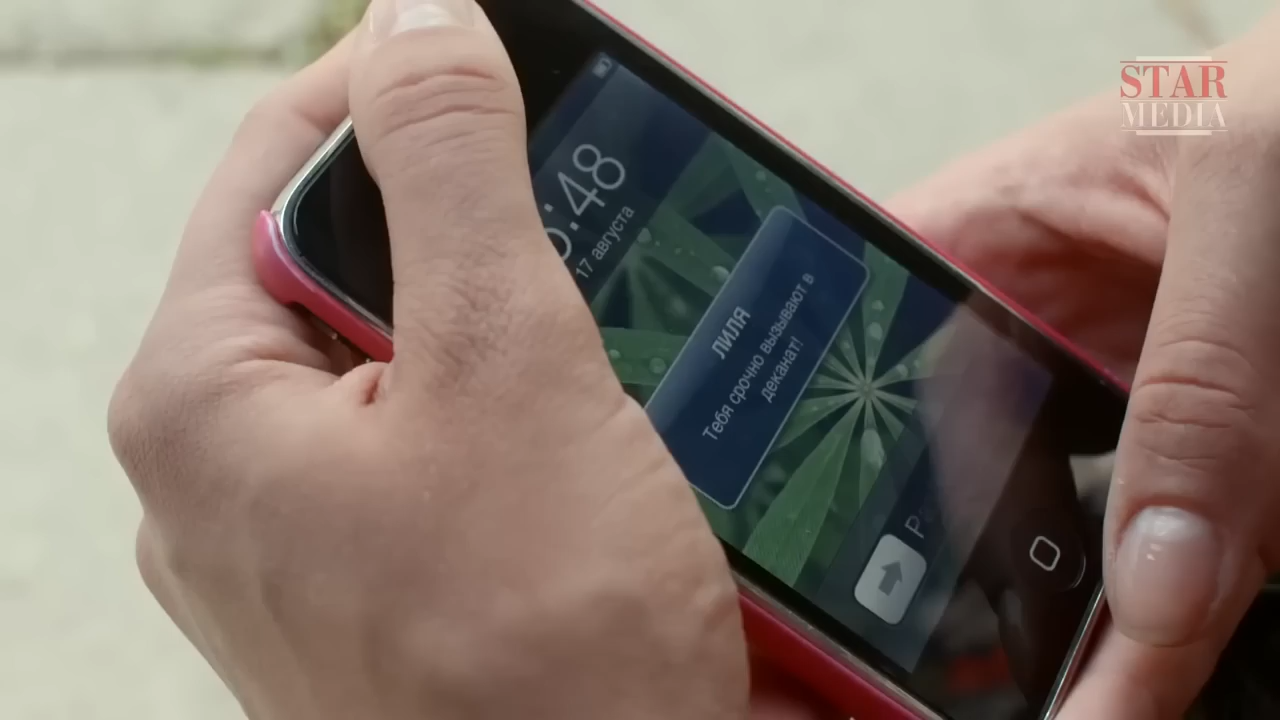 STAR
MEDIA
:48
17 августа
ЛИЛЯ
Тебя срочно вызывают в
деканат!